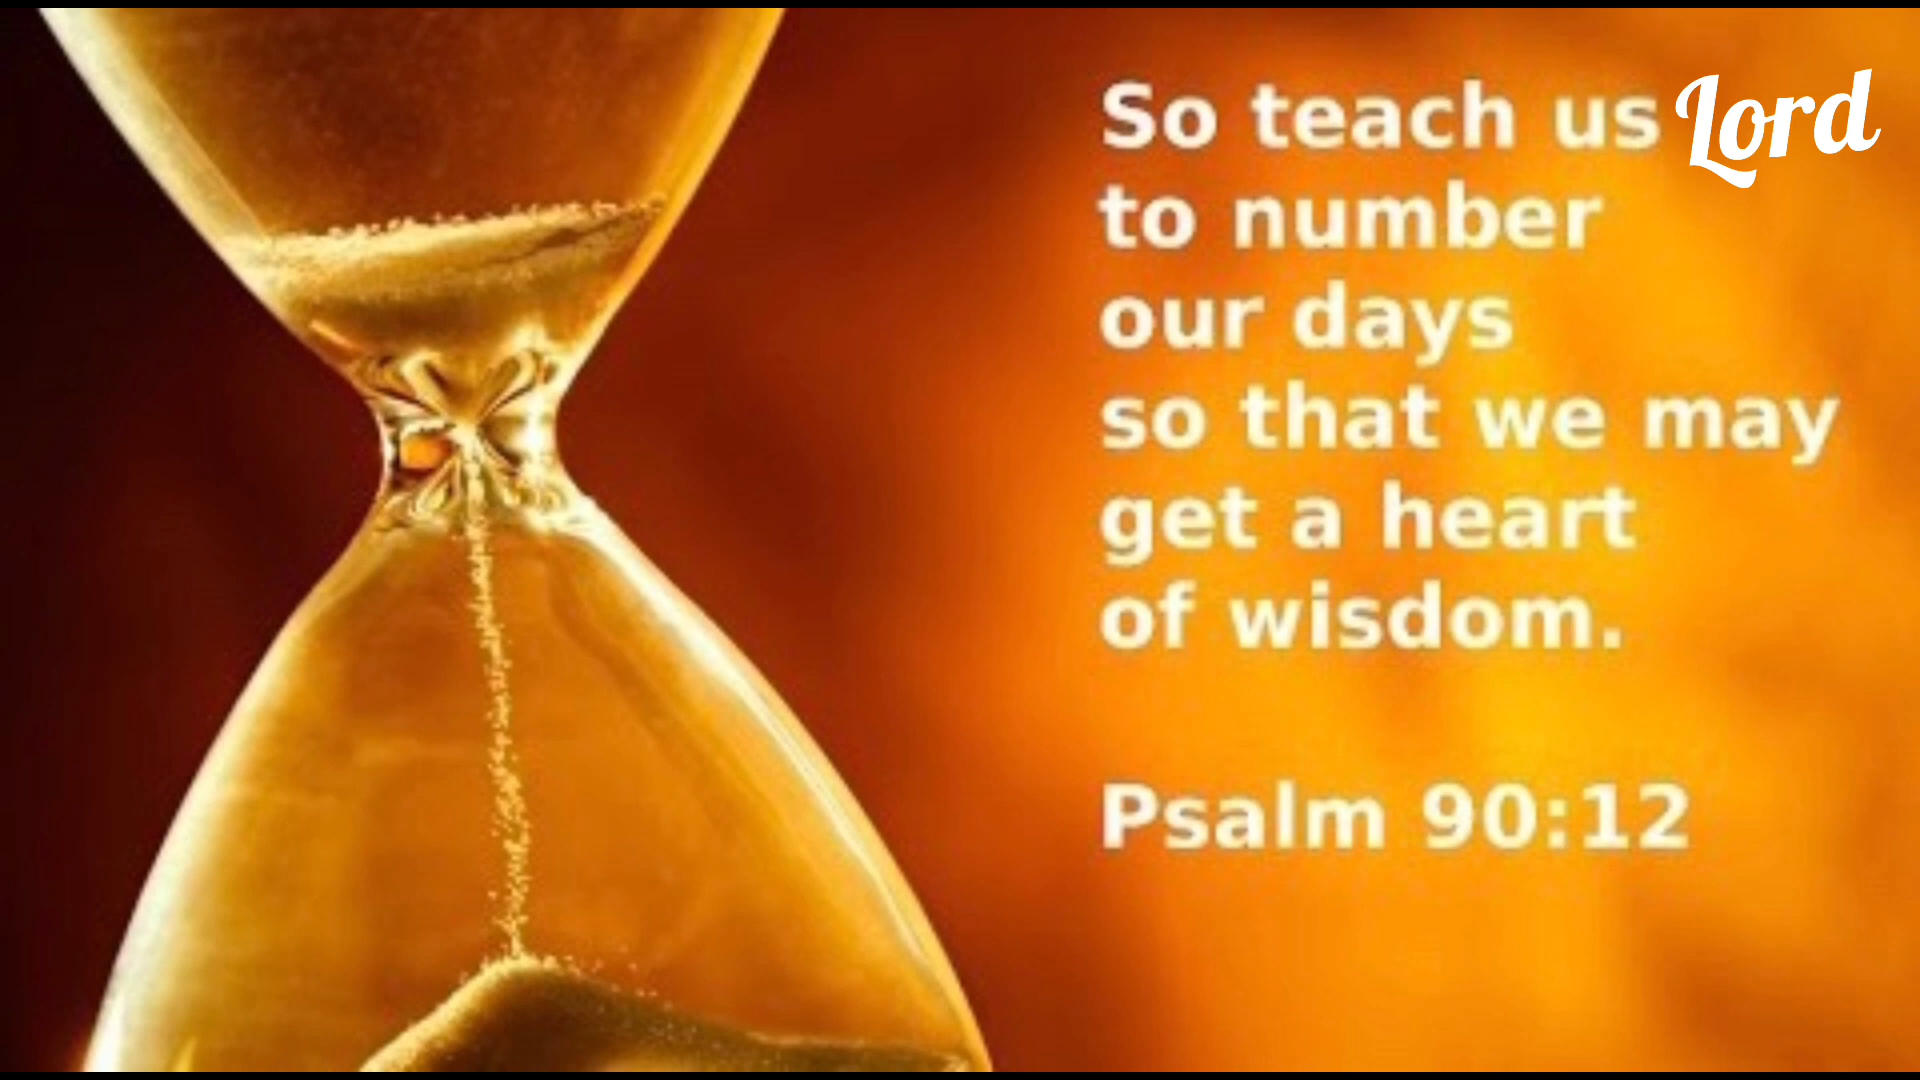 So teach us Lord
to number
our days
so that we may
get a heart
of wisdom.
Psalm 90:12